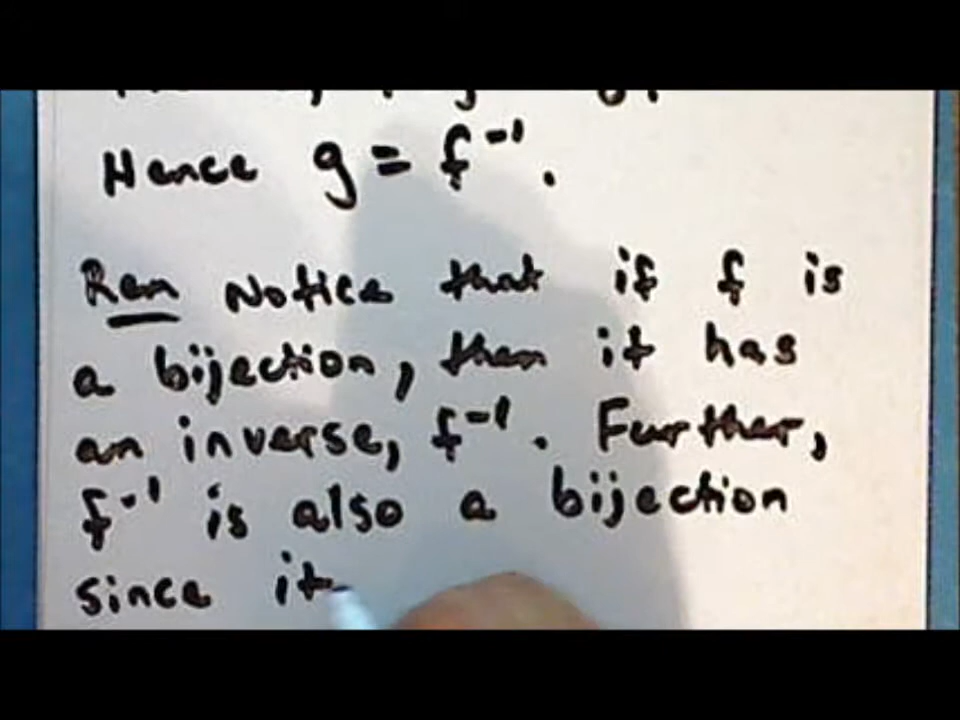 Hence g = f⁻¹.
Rem Notice that if f is
a bijection, then it has
an inverse, f⁻¹. Further,
f⁻¹ is also a bijection
since it